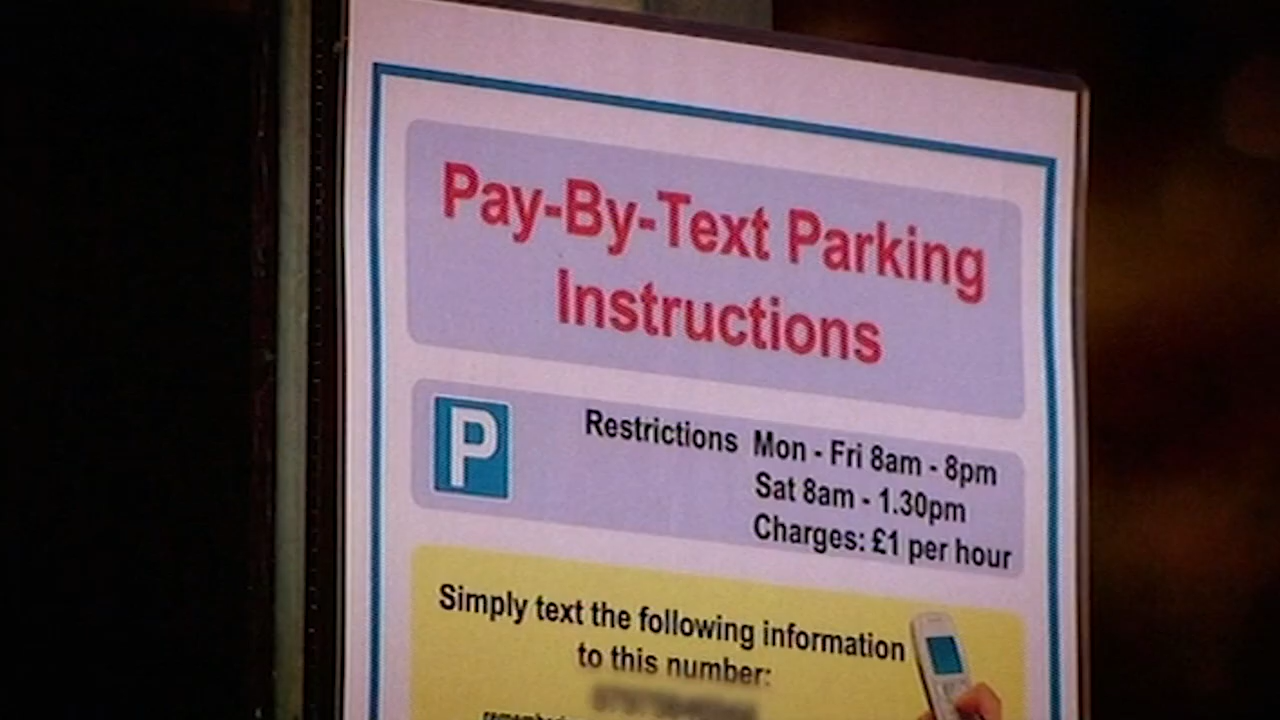 Pay-By-Text Parking
Instructions
P
Restrictions Mon - Fri 8am - 8pm
Sat 8am - 1.30pm
Charges: £1 per hour
Simply text the following information
to this number: